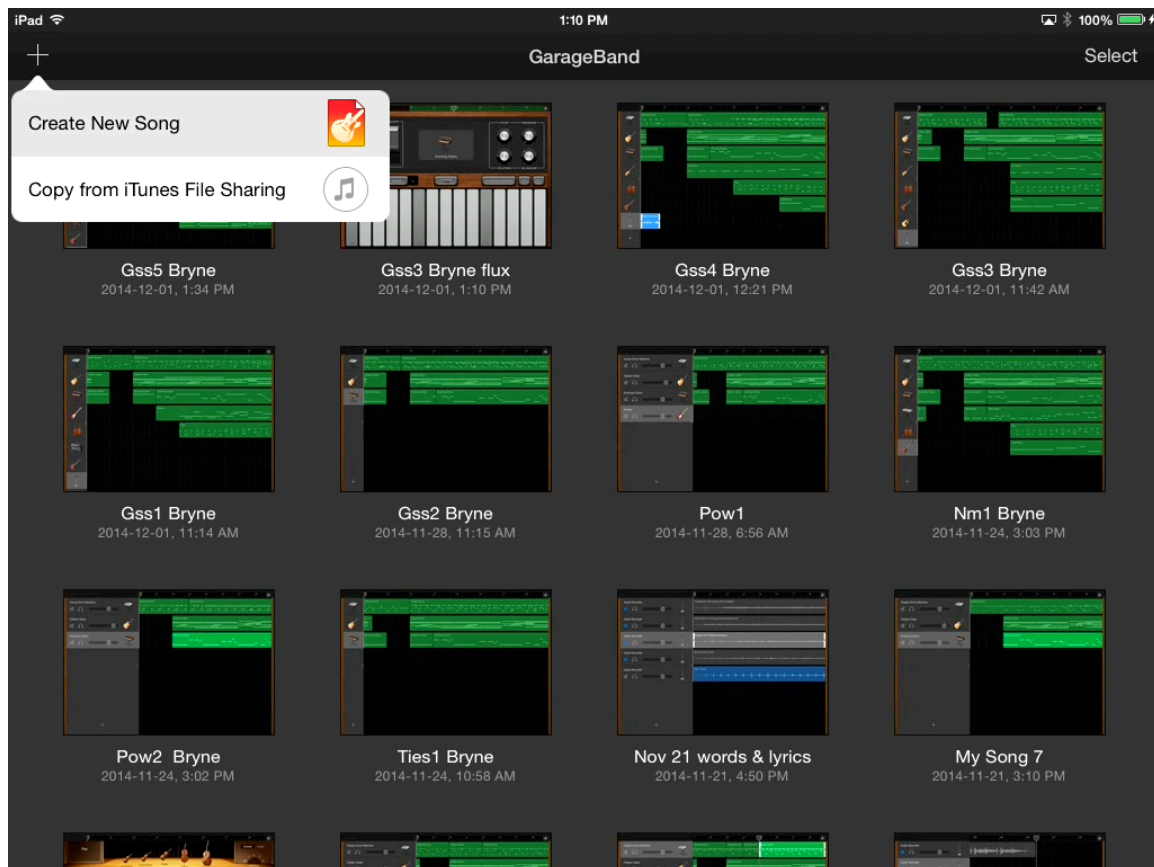 iPad 1:10 PM 100%
GarageBand Select
Create New Song
Copy from iTunes File Sharing
Gss5 Bryne Gss3 Bryne flux Gss4 Bryne Gss3 Bryne
2014-12-01, 1:34 PM 2014-12-01, 1:10 PM 2014-12-01, 12:21 PM 2014-12-01, 11:42 AM
Gss1 Bryne Gss2 Bryne Pow1 Nm1 Bryne
2014-12-01, 11:14 AM 2014-11-28, 11:15 AM 2014-11-28, 6:56 AM 2014-11-24, 3:03 PM
Pow2 Bryne Ties1 Bryne Nov 21 words & lyrics My Song 7
2014-11-24, 3:02 PM 2014-11-24, 10:58 AM 2014-11-21, 4:50 PM 2014-11-21, 3:10 PM